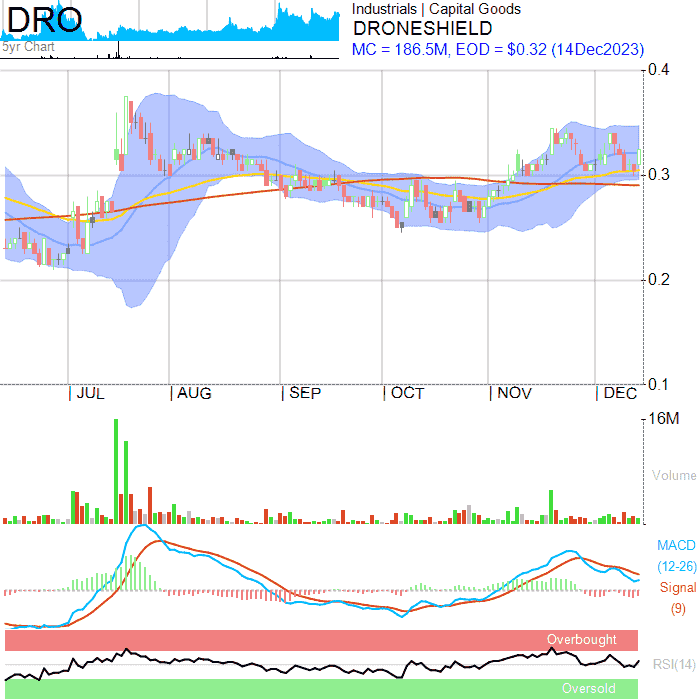 DRO
5yr Chart
Industrials | Capital Goods
DRONESHIELD
MC = 186.5M, EOD = $0.32 (14Dec2023)
0.4
0.3
0.2
0.1
JUL AUG SEP OCT NOV DEC
16M
Volume
MACD
(12-26)
Signal
(9)
Overbought
RSI(14)
Oversold